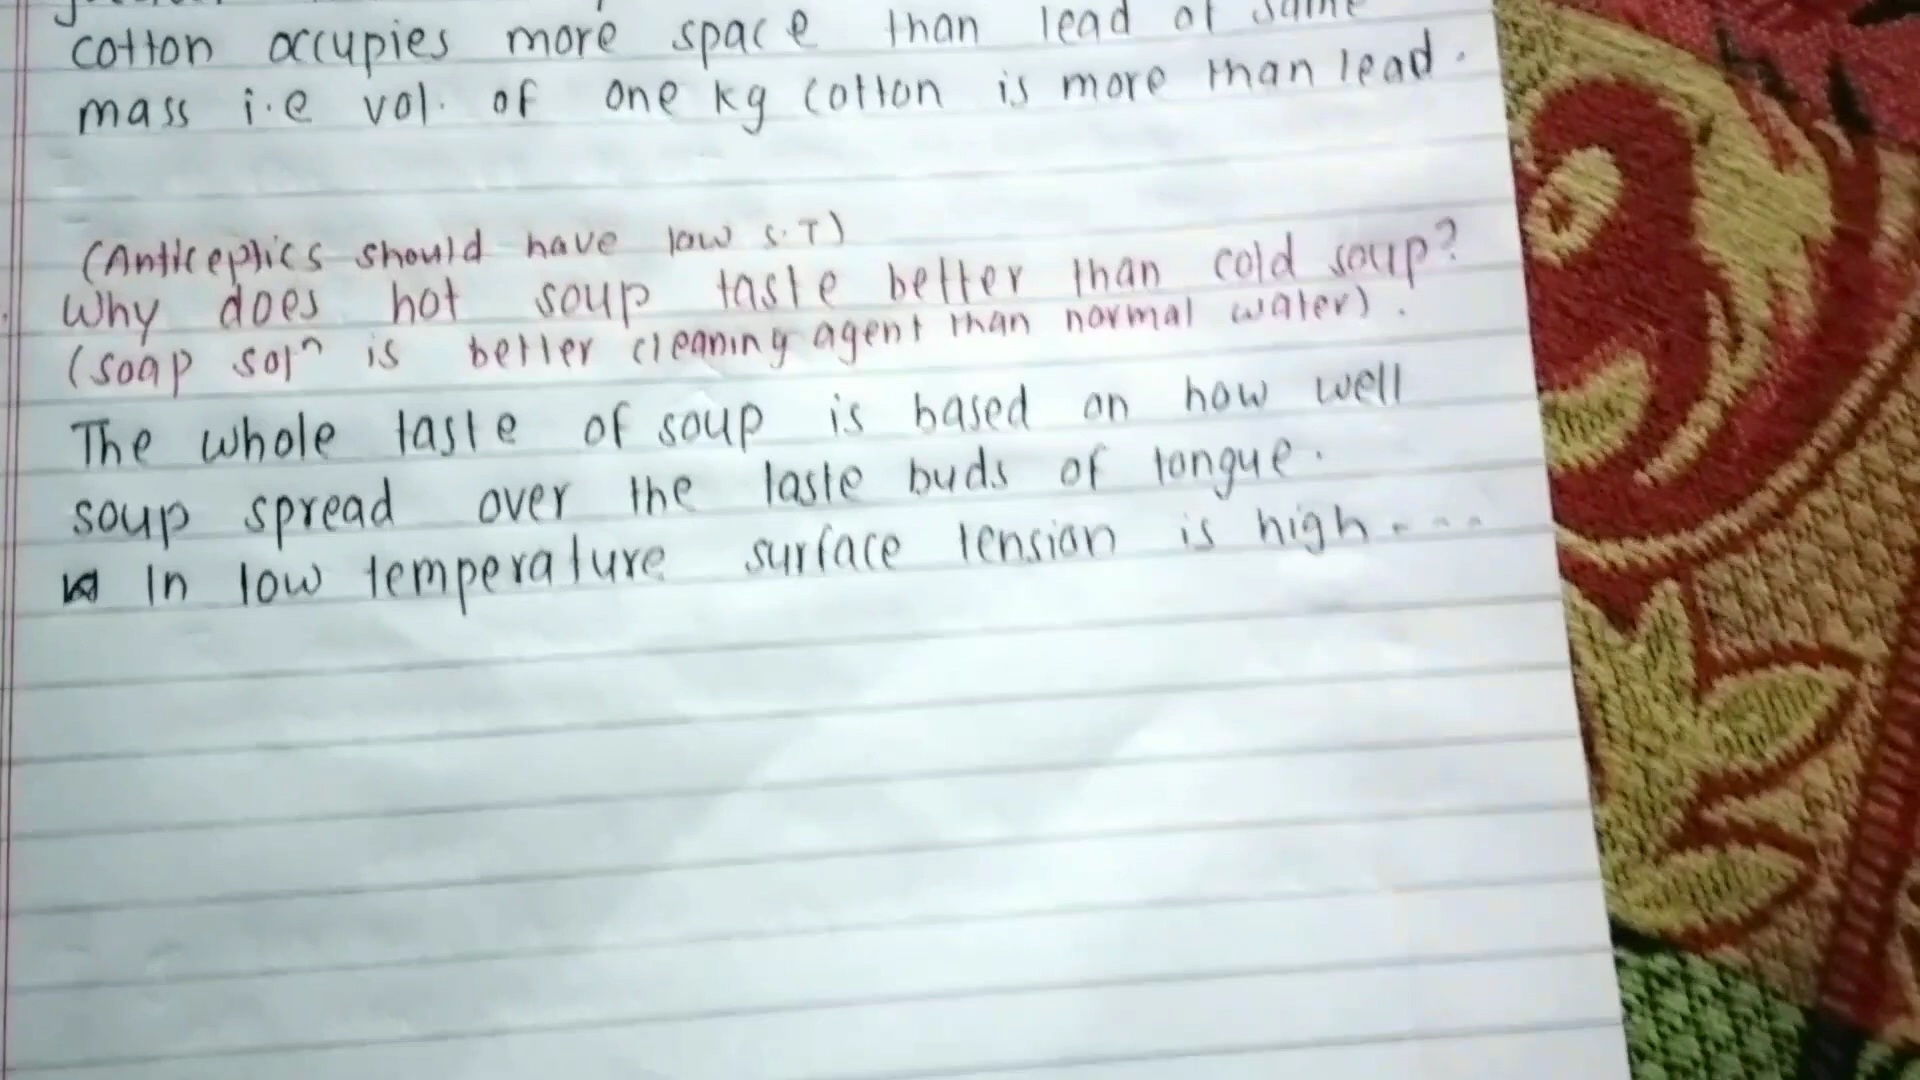 cotton occupies more space than lead of same
mass i.e vol. of one kg cotton is more than lead.
(Anticeptics should have low S.T)
Why does hot soup taste better than cold soup?
(soap solⁿ is better cleaning agent than normal water).
The whole taste of soup is based on how well
soup spread over the taste buds of tongue.
In low temperature surface tension is high....